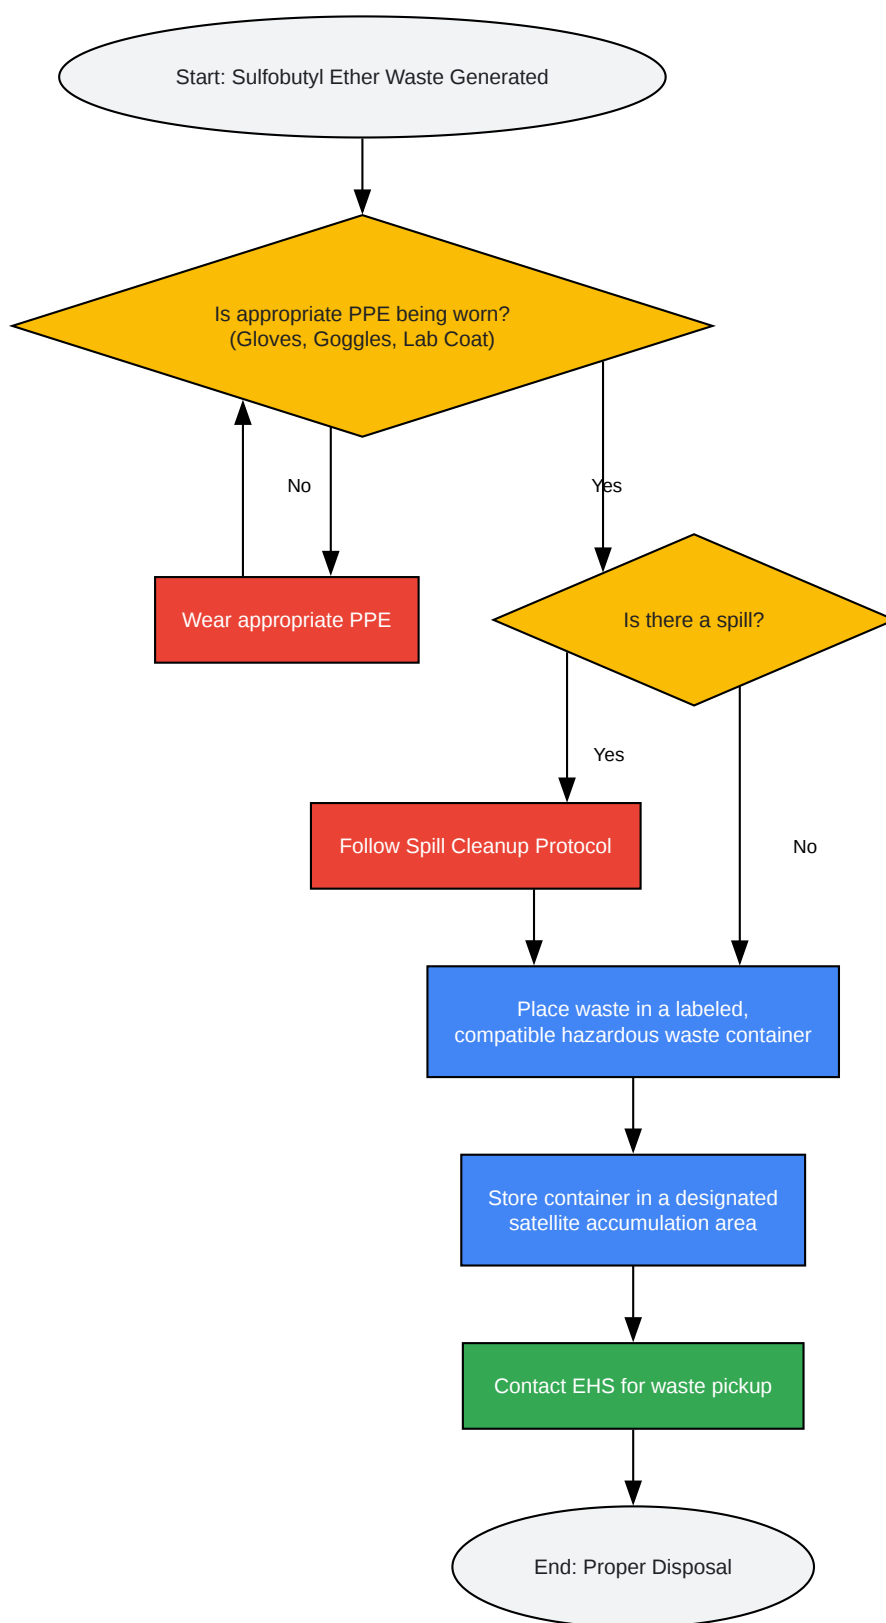 Start: Sulfobutyl Ether Waste Generated
Is appropriate PPE being worn?
(Gloves, Goggles, Lab Coat)
No
Yes
Wear appropriate PPE
Is there a spill?
Yes
Follow Spill Cleanup Protocol
No
Place waste in a labeled,
compatible hazardous waste container
Store container in a designated
satellite accumulation area
Contact EHS for waste pickup
End: Proper Disposal